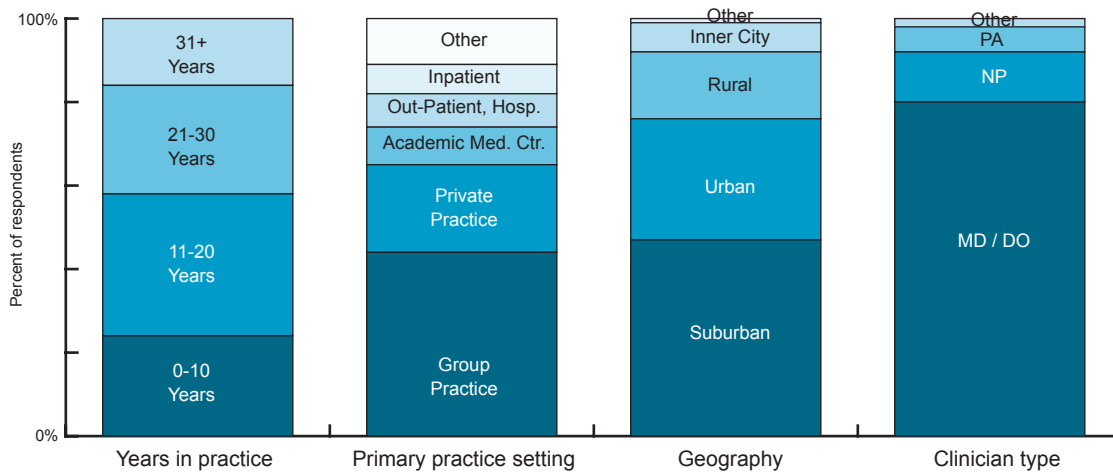 100%
Percent of respondents
0%
31+
Years
21-30
Years
11-20
Years
0-10
Years
Years in practice
Other
Inpatient
Out-Patient, Hosp.
Academic Med. Ctr.
Private
Practice
Group
Practice
Primary practice setting
Other
Inner City
Rural
Urban
Suburban
Geography
Other
PA
NP
MD / DO
Clinician type